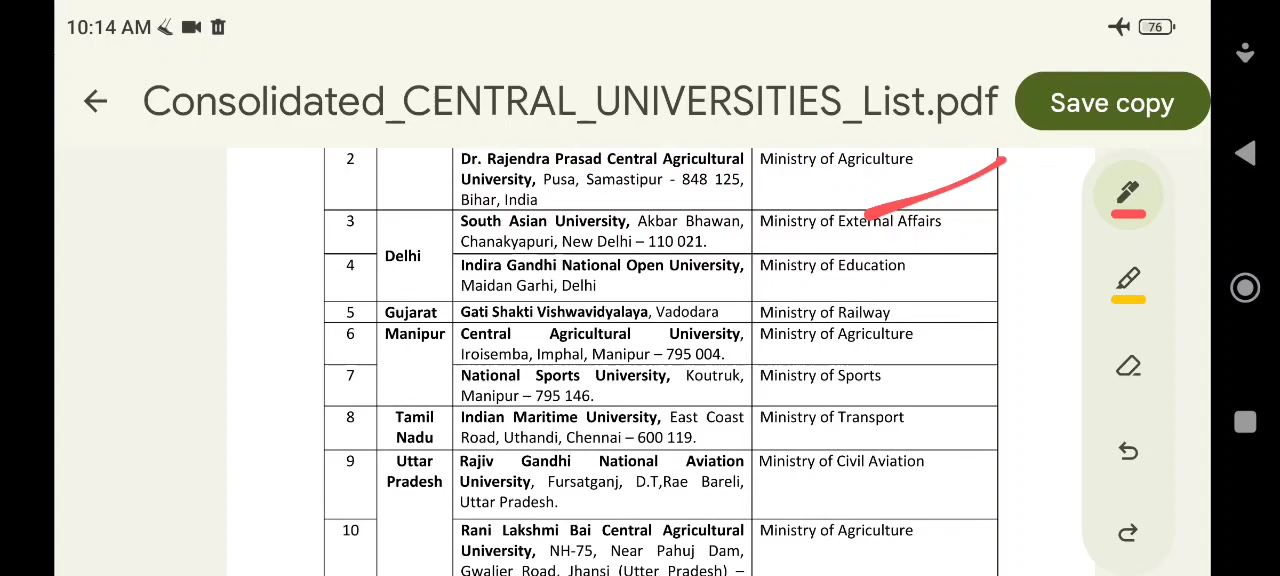 10:14 AM
76
Consolidated_CENTRAL_UNIVERSITIES_List.pdf
Save copy
2 Dr. Rajendra Prasad Central Agricultural Ministry of Agriculture
University, Pusa, Samastipur - 848 125,
Bihar, India
3 South Asian University, Akbar Bhawan, Ministry of External Affairs
Chanakyapuri, New Delhi – 110 021.
Delhi
4 Indira Gandhi National Open University, Ministry of Education
Maidan Garhi, Delhi
5 Gujarat Gati Shakti Vishwavidyalaya, Vadodara Ministry of Railway
6 Manipur Central Agricultural University, Ministry of Agriculture
Iroisemba, Imphal, Manipur – 795 004.
7 National Sports University, Koutruk, Ministry of Sports
Manipur – 795 146.
8 Tamil Indian Maritime University, East Coast Ministry of Transport
Nadu Road, Uthandi, Chennai – 600 119.
9 Uttar Rajiv Gandhi National Aviation Ministry of Civil Aviation
Pradesh University, Fursatganj, D.T,Rae Bareli,
Uttar Pradesh.
10 Rani Lakshmi Bai Central Agricultural Ministry of Agriculture
University, NH-75, Near Pahuj Dam,
Gwalier Road, Jhansi (Utter Pradesh) –